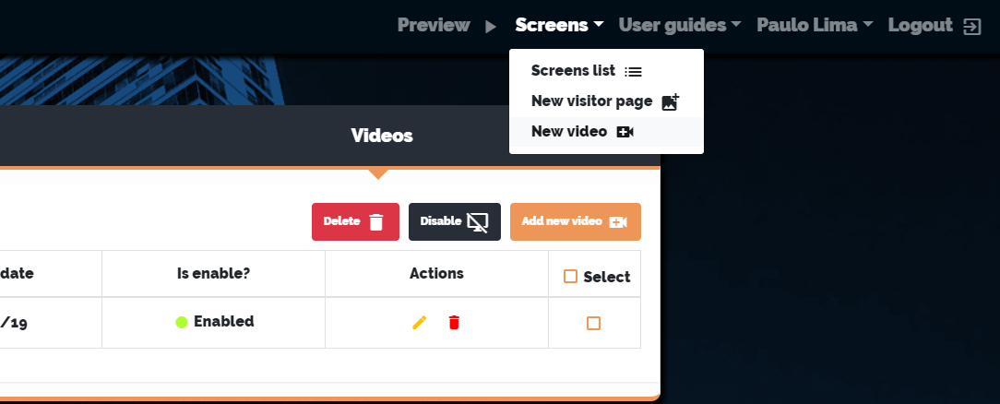 Preview Screens User guides Paulo Lima Logout
Screens list
New visitor page
New video
Videos
Delete Disable Add new video
date Is enable? Actions Select
/19 Enabled